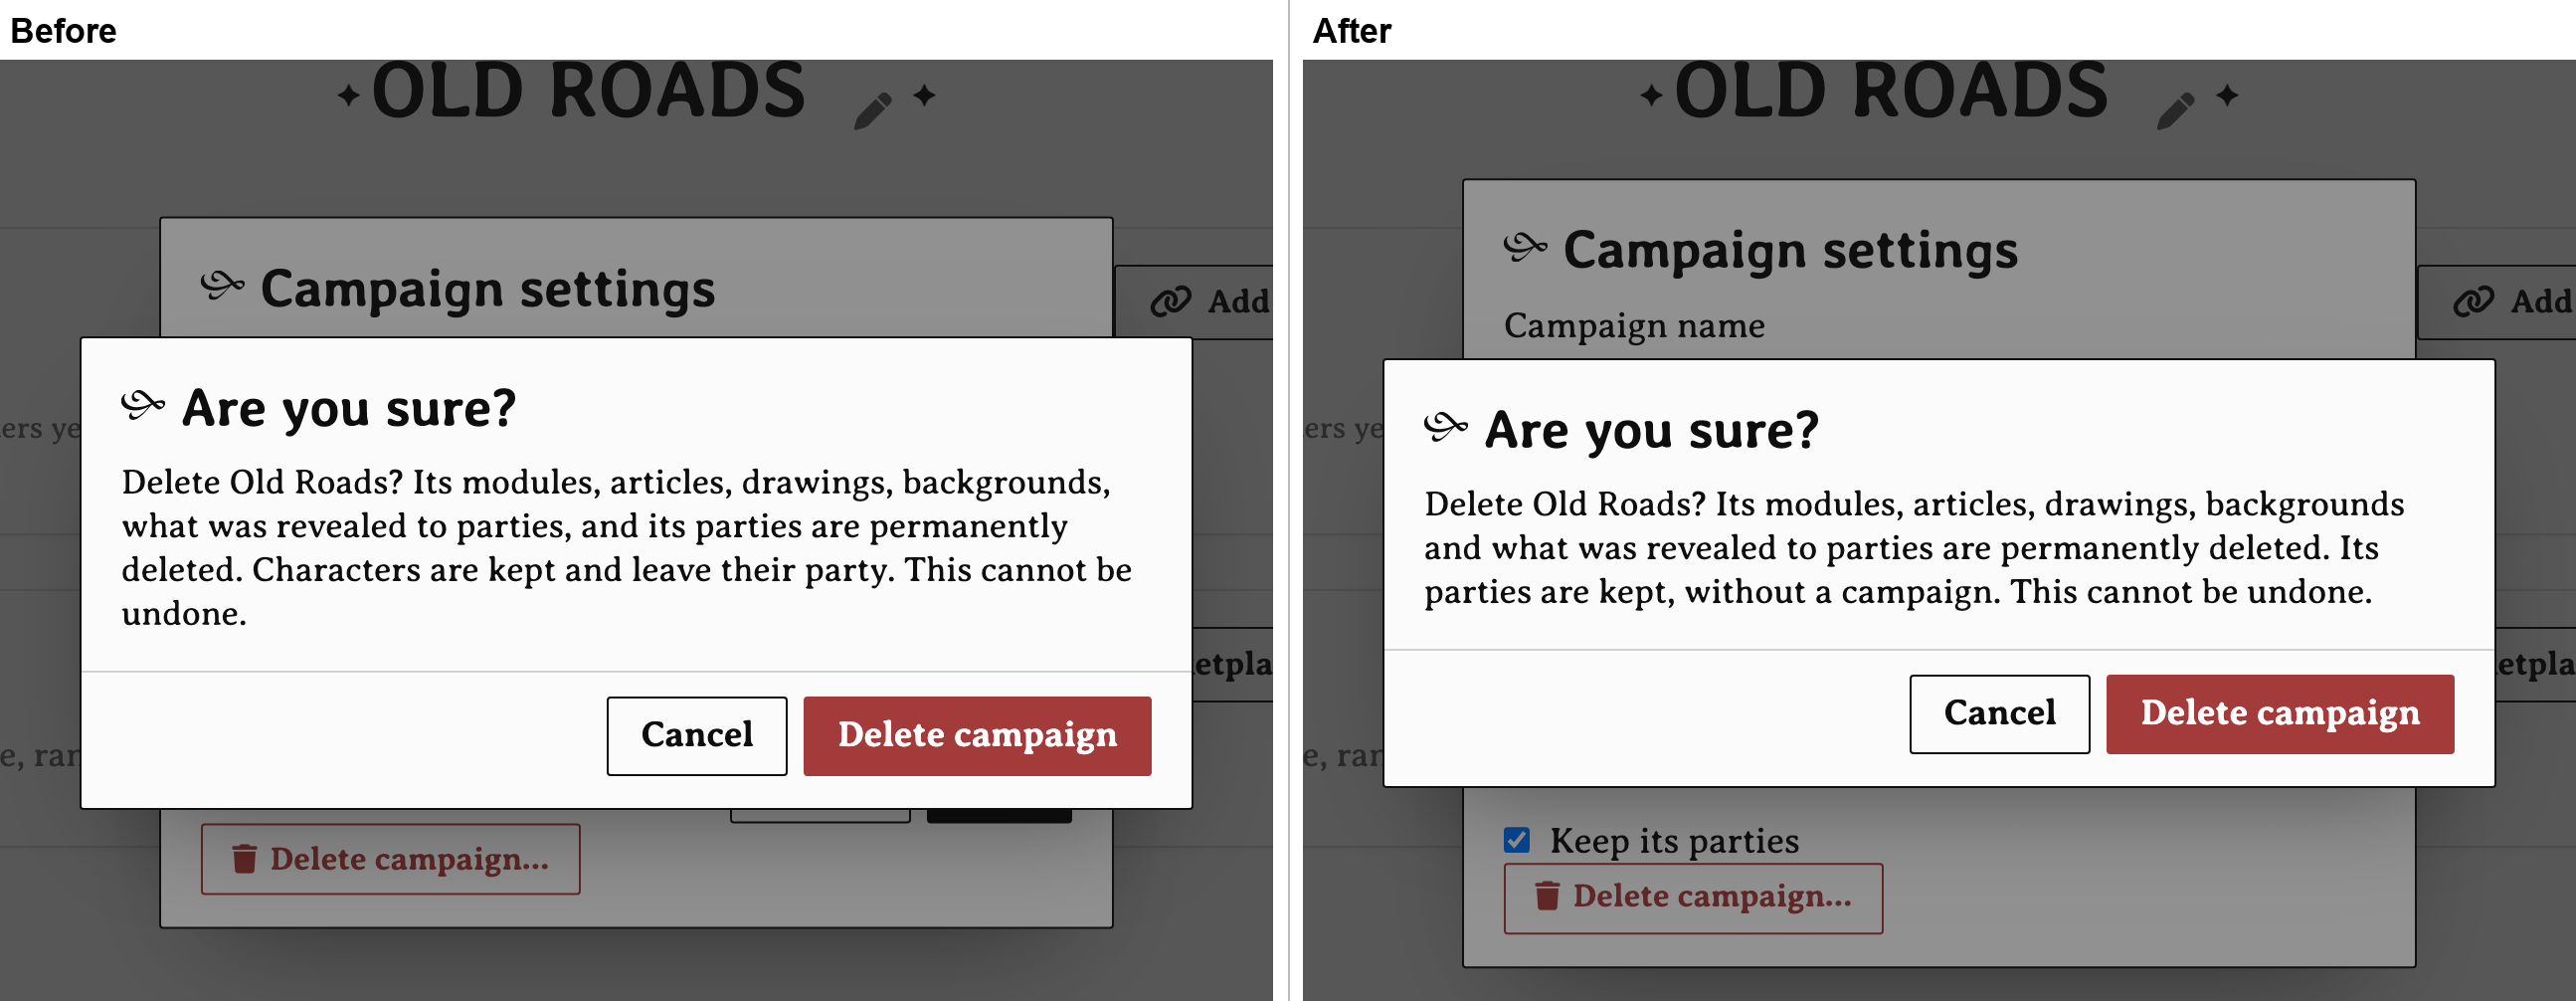 Before
OLD ROADS
Campaign settings
Add
ers ye
Are you sure?
Delete Old Roads? Its modules, articles, drawings, backgrounds,
what was revealed to parties, and its parties are permanently
deleted. Characters are kept and leave their party. This cannot be
undone.
etpla
Cancel
Delete campaign
e, ran
Delete campaign...
After
OLD ROADS
Campaign settings
Campaign name
Add
ers ye
Are you sure?
Delete Old Roads? Its modules, articles, drawings, backgrounds
and what was revealed to parties are permanently deleted. Its
parties are kept, without a campaign. This cannot be undone.
etpla
Cancel
Delete campaign
e, ran
Keep its parties
Delete campaign...